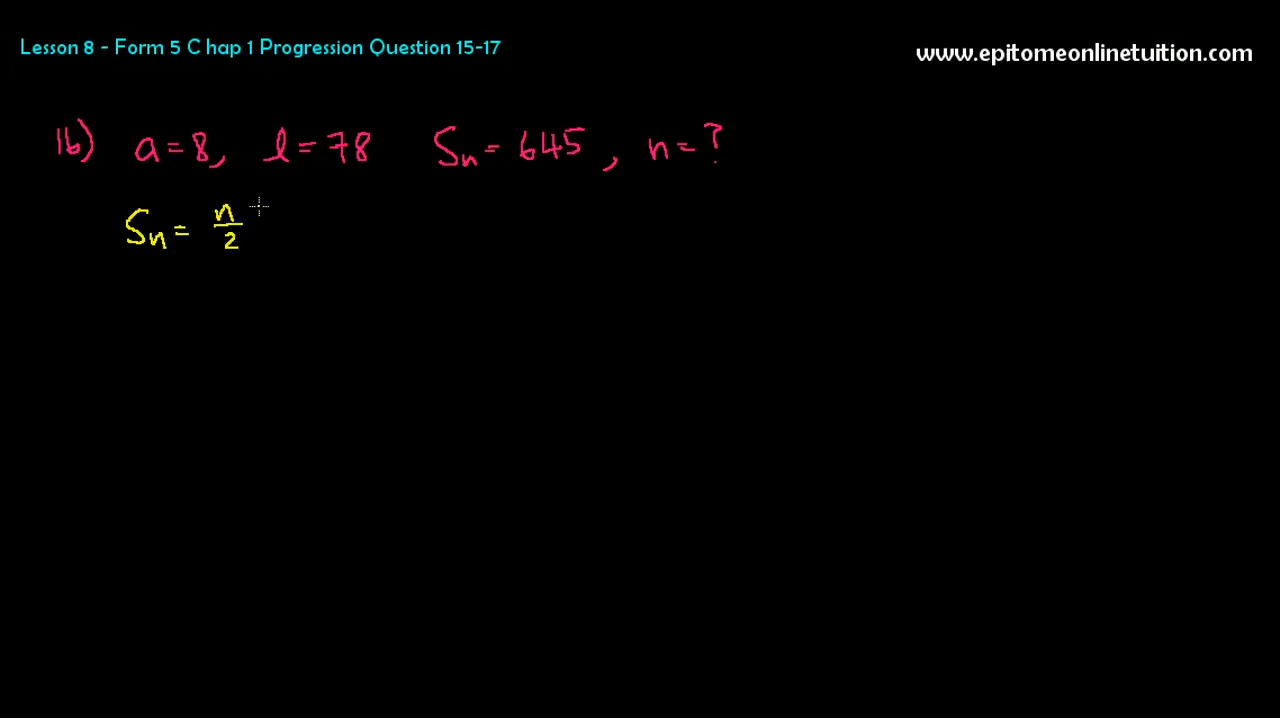 Lesson 8 - Form 5 C hap 1 Progression Question 15-17
www.epitomeonlinetuition.com
16) a = 8, l = 78 Sn = 645 , n = ?
Sn = n/2